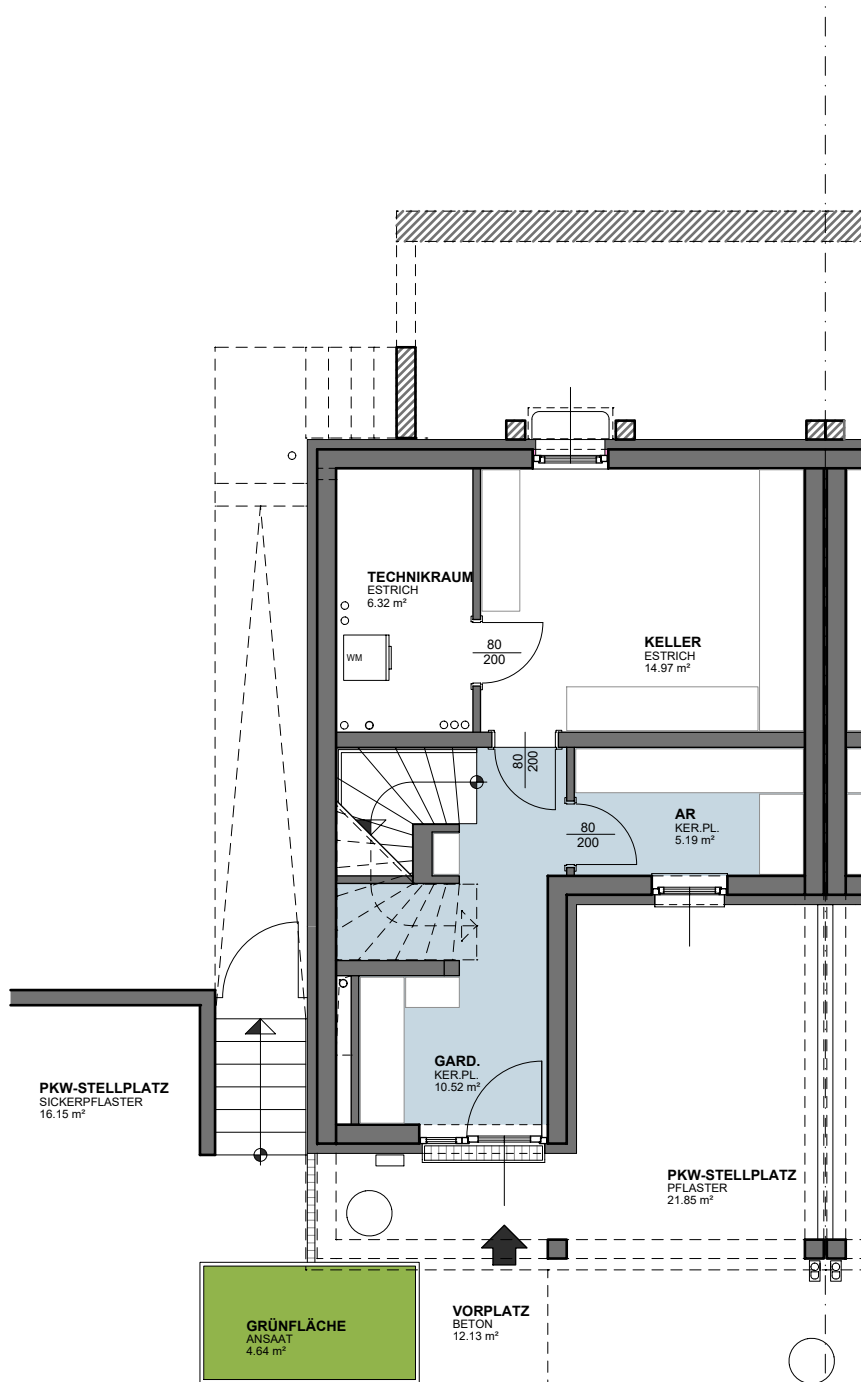 TECHNIKRAUM
ESTRICH
6.32 m²
WM
80
200
KELLER
ESTRICH
14.97 m²
80
200
80
200
AR
KER.PL.
5.19 m²
GARD.
KER.PL.
10.52 m²
PKW-STELLPLATZ
SICKERPFLASTER
16.15 m²
PKW-STELLPLATZ
PFLASTER
21.85 m²
GRÜNFLÄCHE
ANSAAT
4.64 m²
VORPLATZ
BETON
12.13 m²